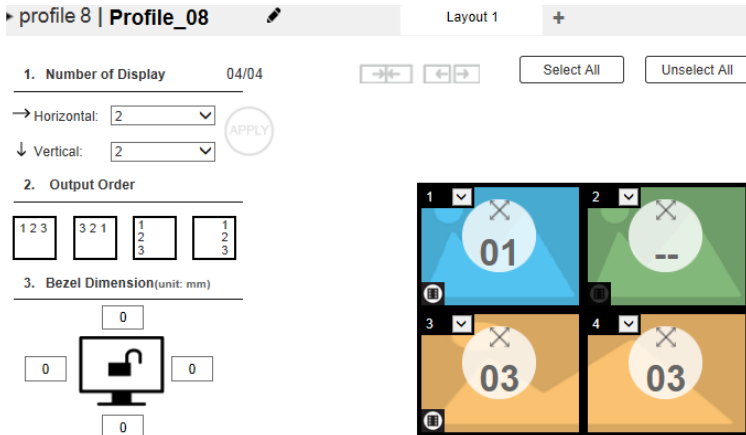 profile 8 | Profile_08
Layout 1 +
1. Number of Display 04/04
Select All
Unselect All
Horizontal: 2
APPLY
Vertical: 2
2. Output Order
1 2 3
3 2 1
1
2
3
1
2
3
3. Bezel Dimension(unit: mm)
0
0
0
0
1
01
2
--
3
03
4
03